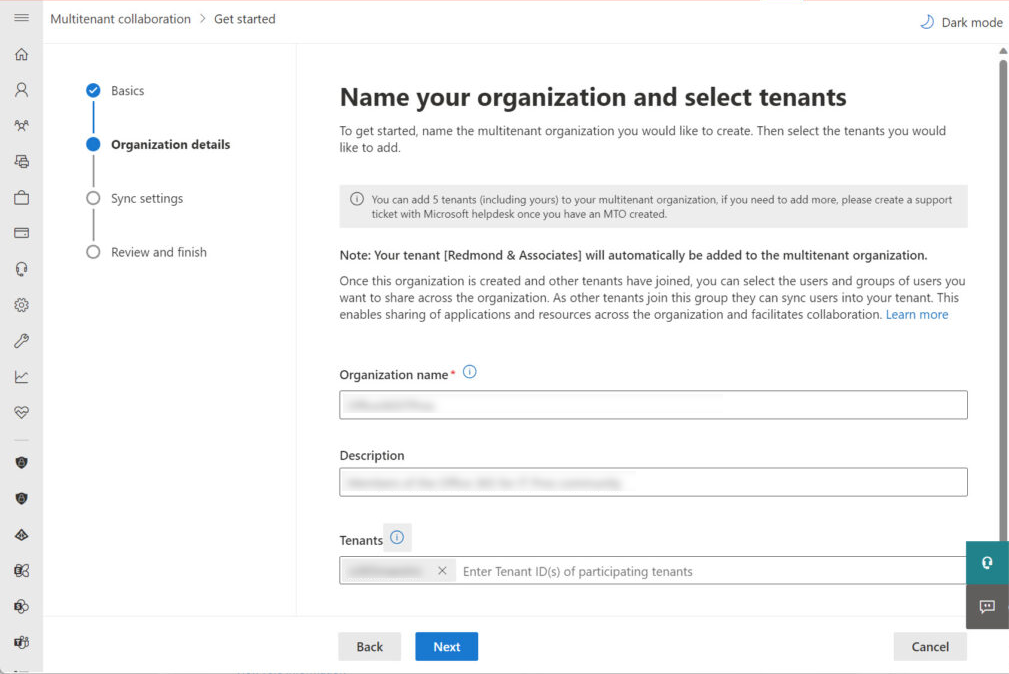 Multitenant collaboration > Get started
Dark mode
Basics
Organization details
Sync settings
Review and finish
Name your organization and select tenants
To get started, name the multitenant organization you would like to create. Then select the tenants you would
like to add.
You can add 5 tenants (including yours) to your multitenant organization, if you need to add more, please create a support
ticket with Microsoft helpdesk once you have an MTO created.
Note: Your tenant [Redmond & Associates] will automatically be added to the multitenant organization.
Once this organization is created and other tenants have joined, you can select the users and groups of users you
want to share across the organization. As other tenants join this group they can sync users into your tenant. This
enables sharing of applications and resources across the organization and facilitates collaboration. Learn more
Organization name*
Description
Tenants
Enter Tenant ID(s) of participating tenants
Back
Next
Cancel